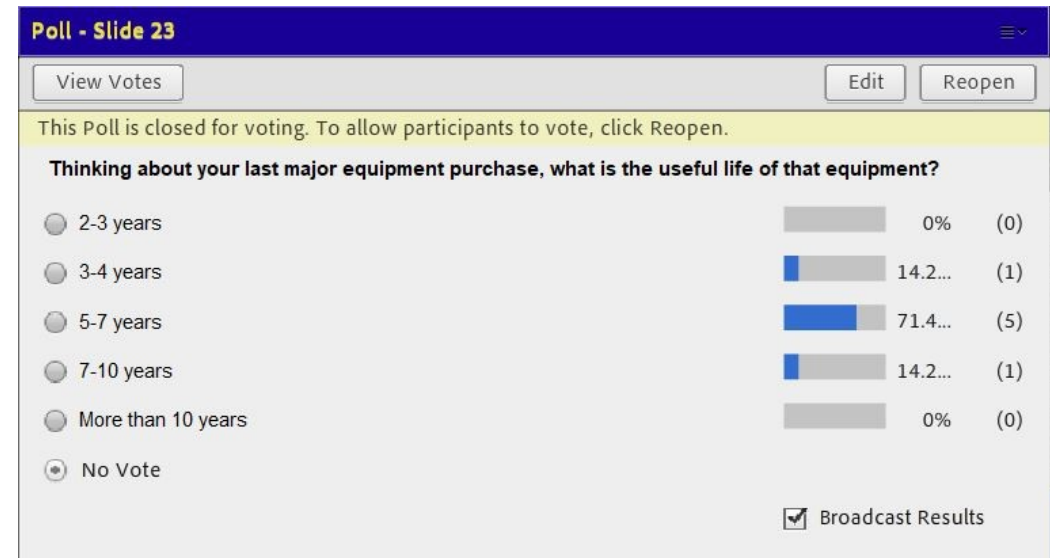 Poll - Slide 23
View Votes Edit Reopen
This Poll is closed for voting. To allow participants to vote, click Reopen.
Thinking about your last major equipment purchase, what is the useful life of that equipment?
2-3 years 0% (0)
3-4 years 14.2... (1)
5-7 years 71.4... (5)
7-10 years 14.2... (1)
More than 10 years 0% (0)
No Vote
Broadcast Results